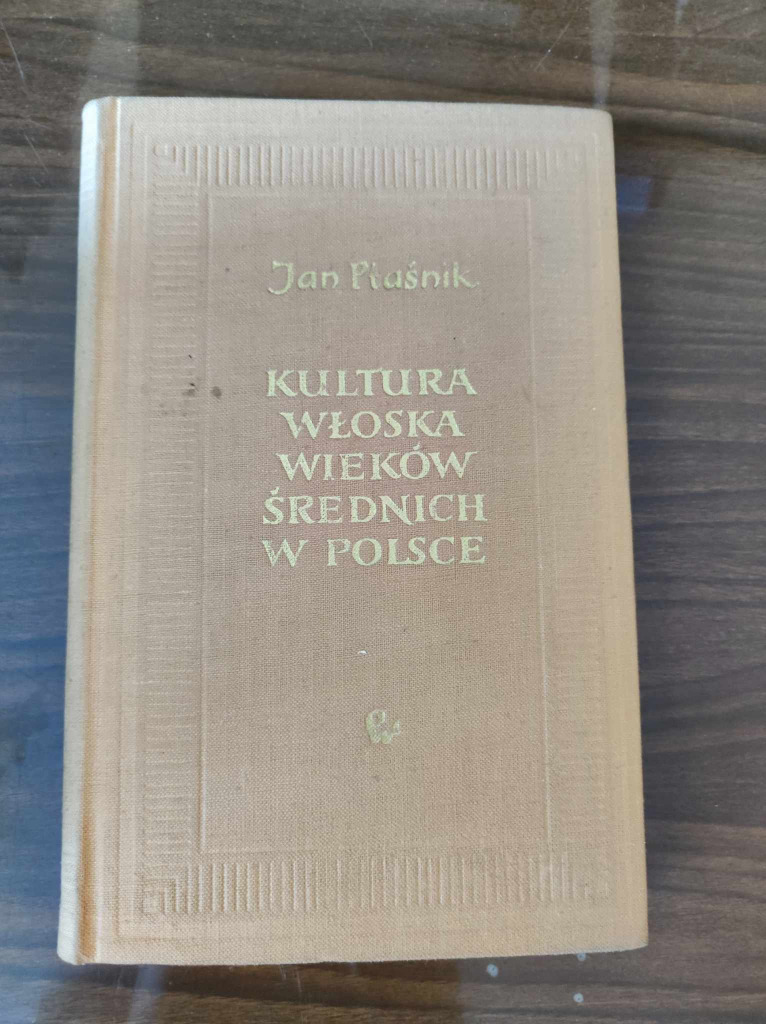 Jan Ptaśnik
KULTURA
WŁOSKA
WIEKÓW
ŚREDNICH
W POLSCE